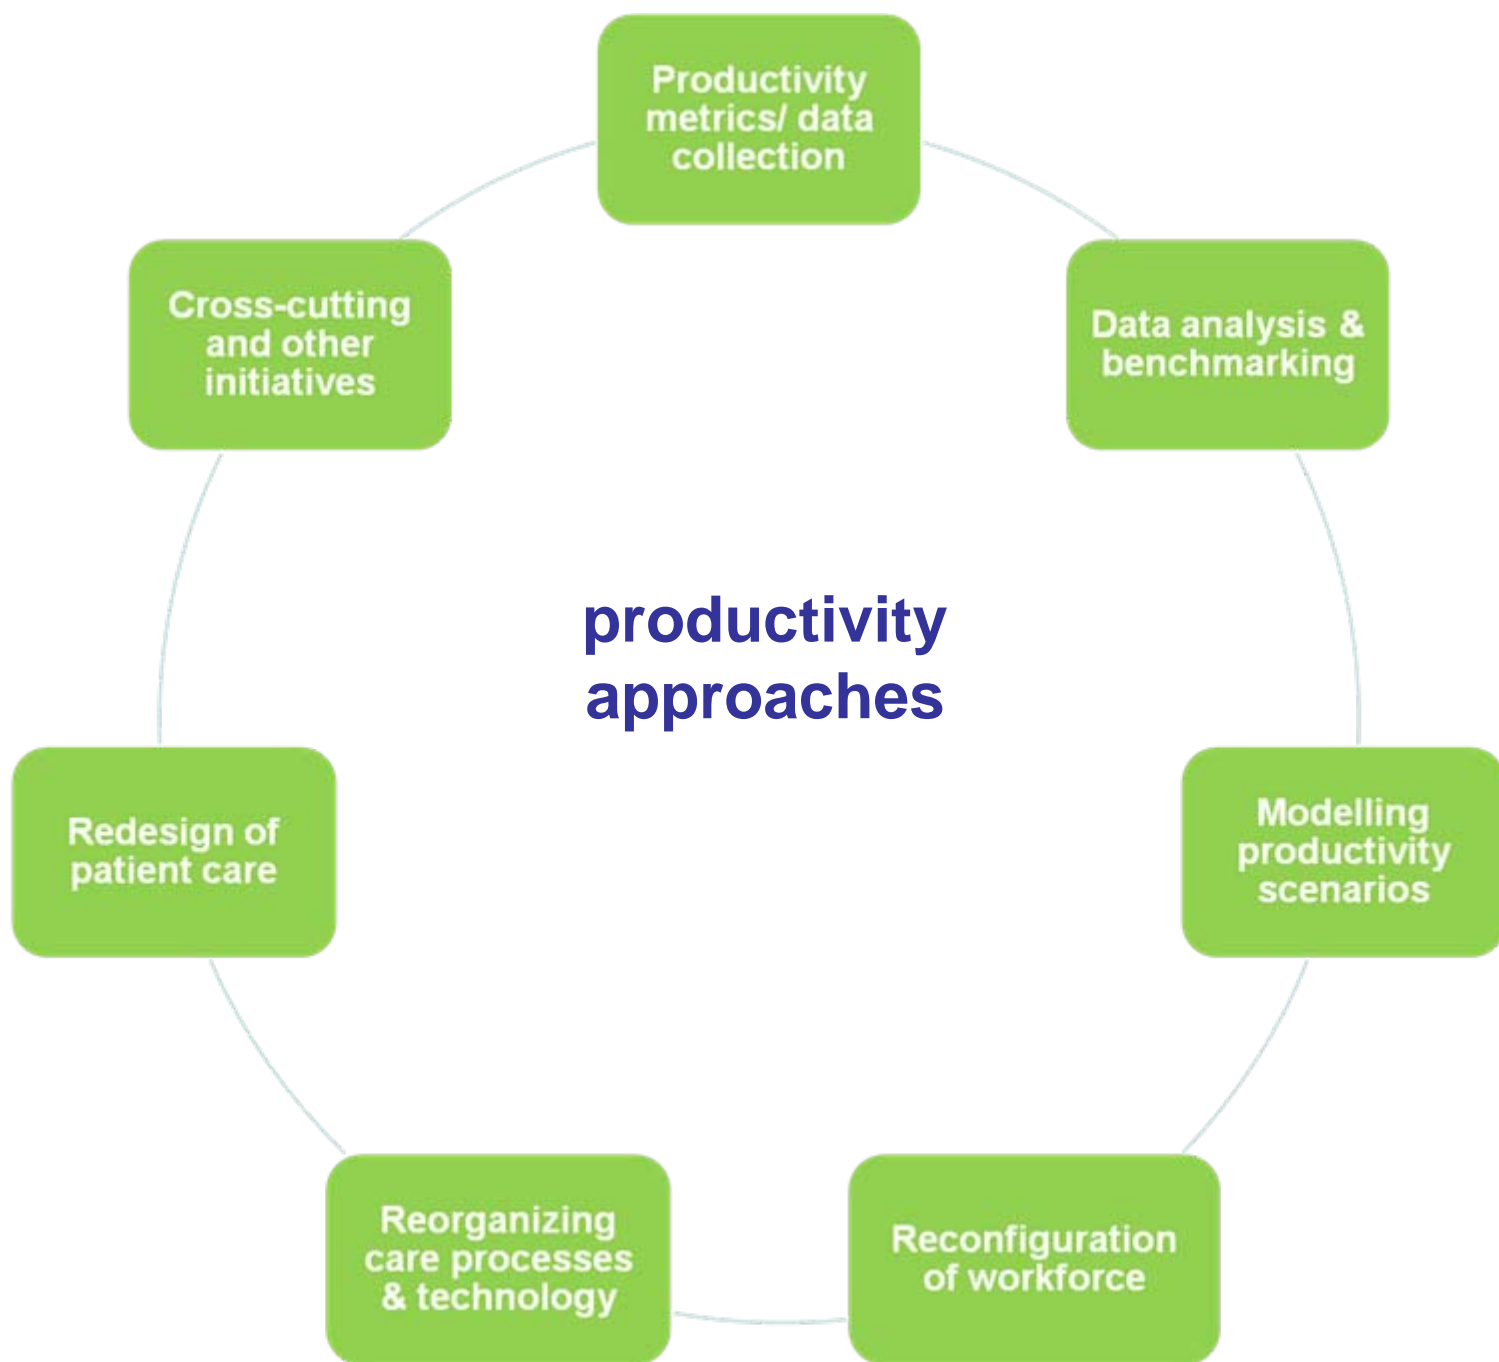 Productivity
metrics/ data
collection
Data analysis &
benchmarking
Modelling
productivity
scenarios
Reconfiguration
of workforce
Reorganizing
care processes
& technology
Redesign of
patient care
Cross-cutting
and other
initiatives
productivity
approaches